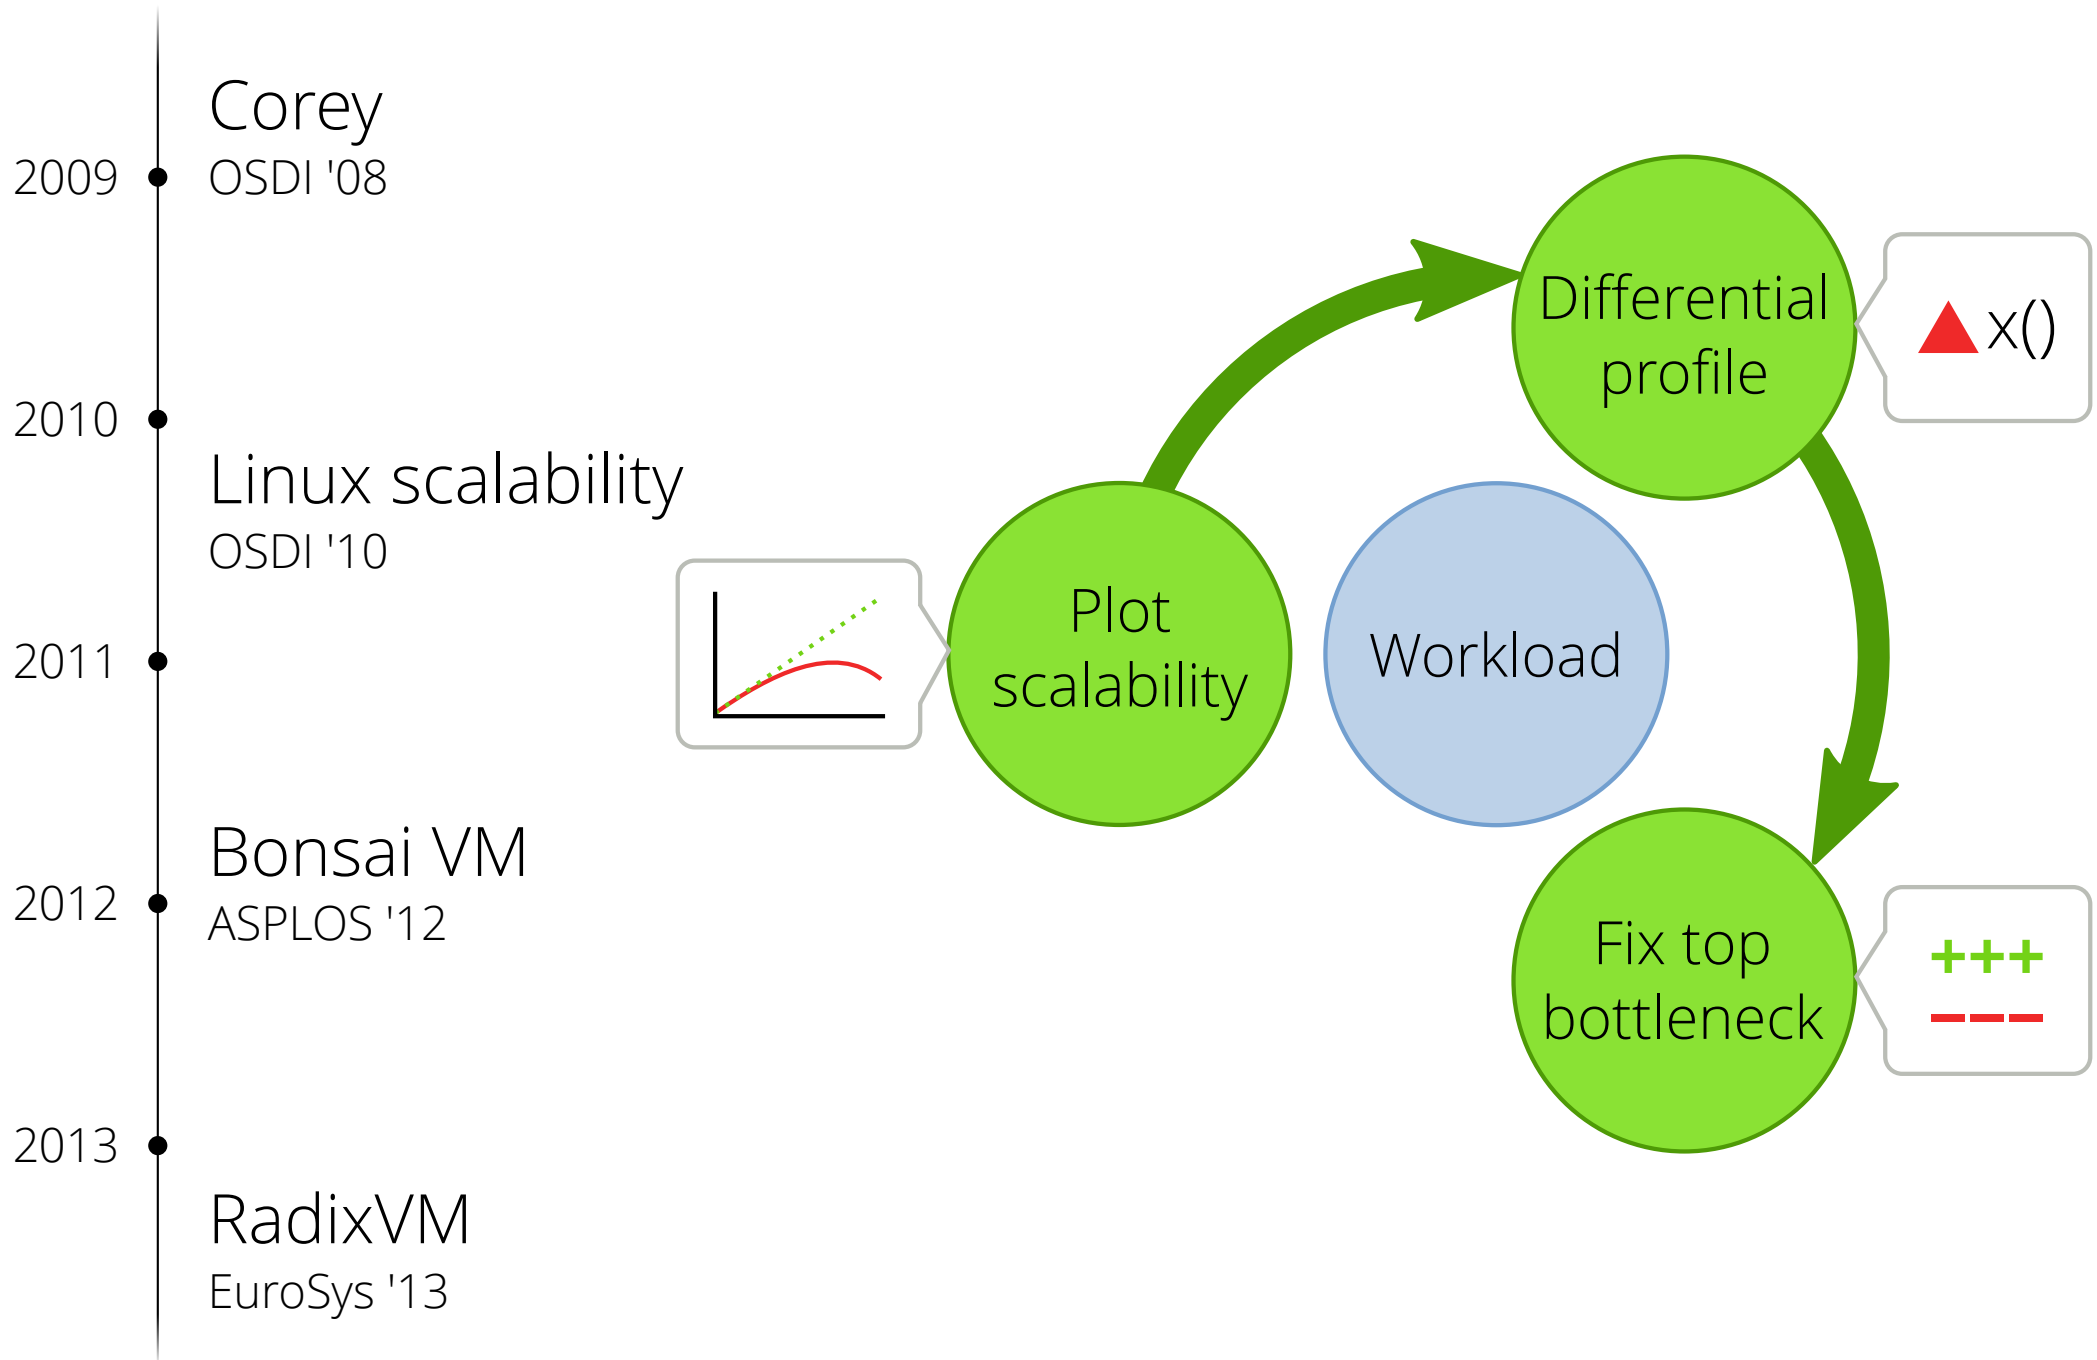 Corey
2009
OSDI '08
2010
Linux scalability
OSDI '10
2011
Bonsai VM
2012
ASPLOS '12
2013
RadixVM
EuroSys '13
Plot
scalability
Differential
profile
x()
Workload
Fix top
bottleneck
+++
---